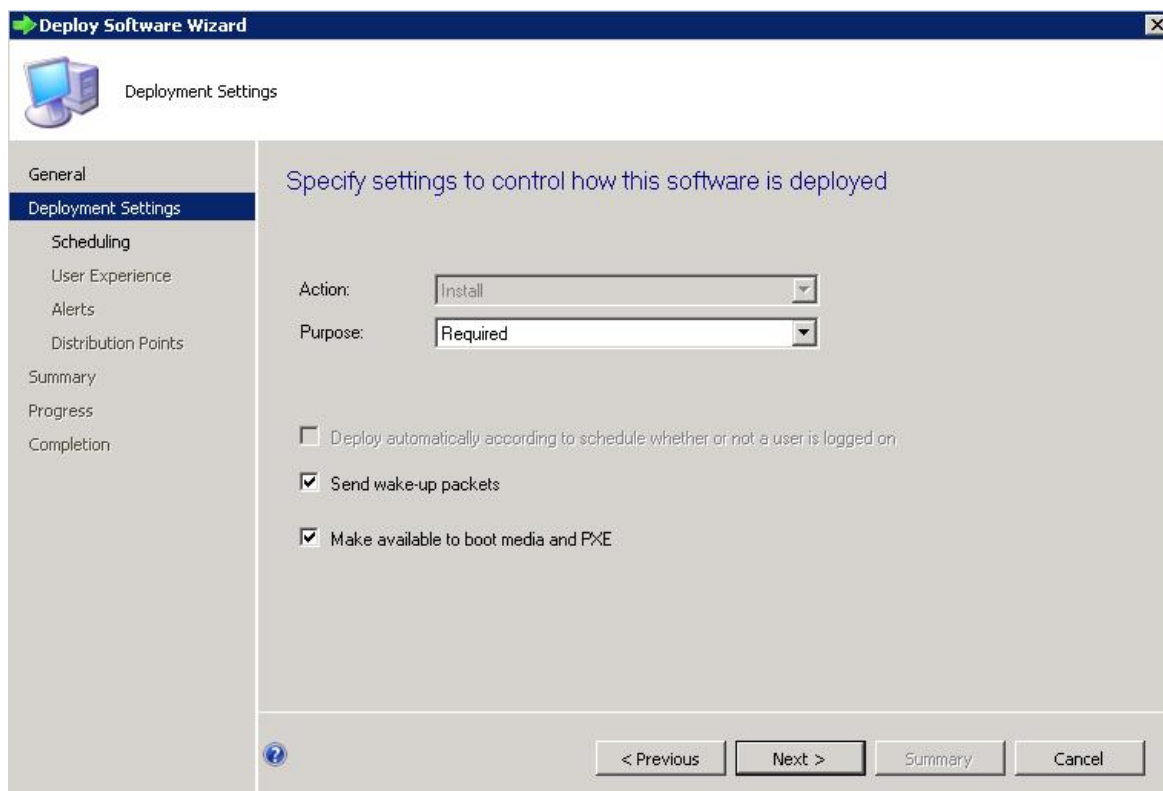 Deploy Software Wizard
Deployment Settings
General
Deployment Settings
Scheduling
User Experience
Alerts
Distribution Points
Summary
Progress
Completion
Specify settings to control how this software is deployed
Action: Install
Purpose: Required
Deploy automatically according to schedule whether or not a user is logged on
Send wake-up packets
Make available to boot media and PXE
? < Previous Next > Summary Cancel